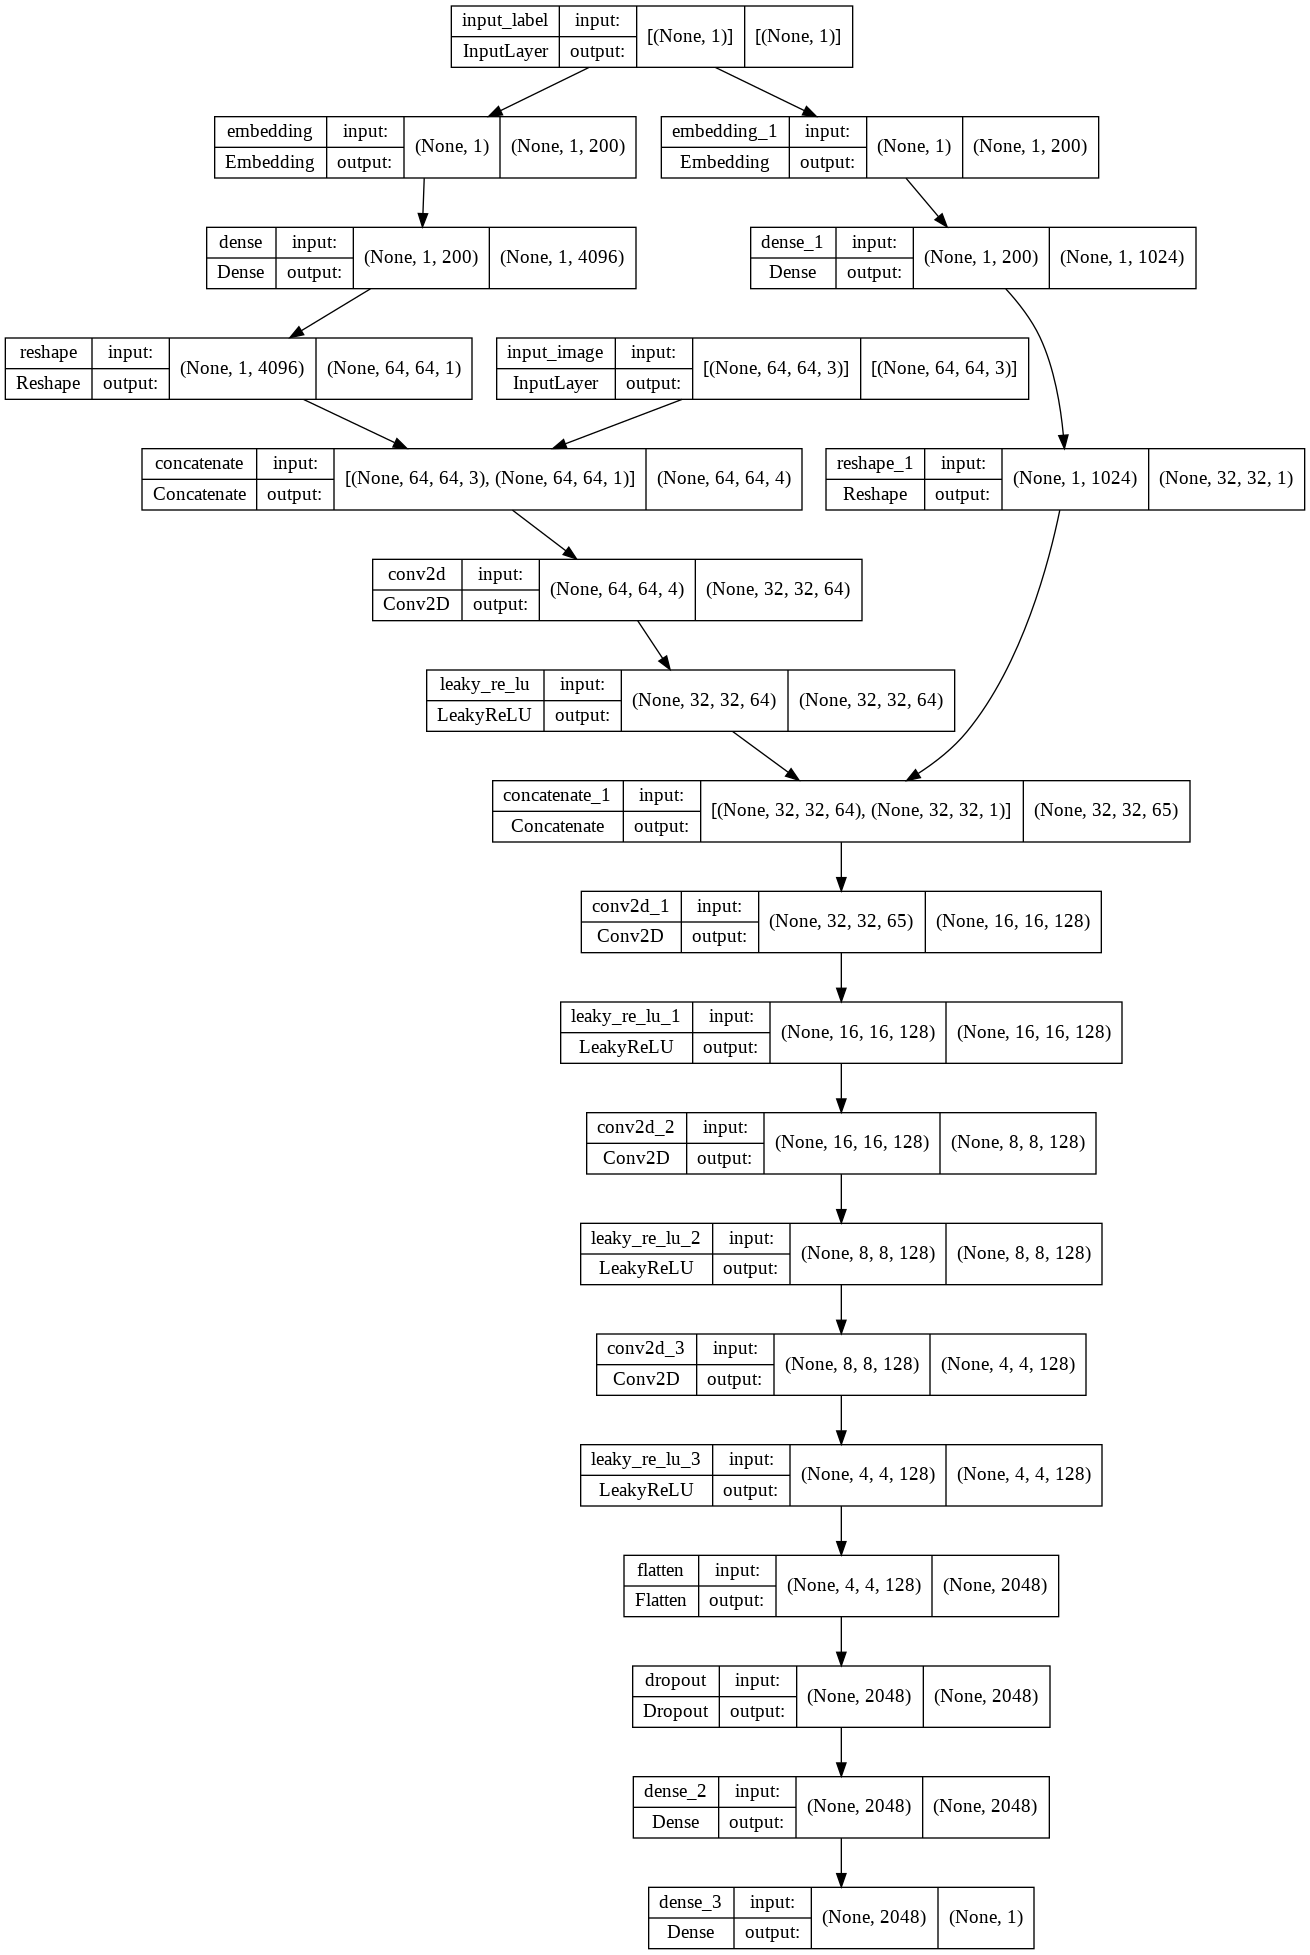 input_label input: [(None, 1)] [(None, 1)]
InputLayer output:
embedding input: (None, 1) (None, 1, 200)
Embedding output:
embedding_1 input: (None, 1) (None, 1, 200)
Embedding output:
dense input: (None, 1, 200) (None, 1, 4096)
Dense output:
dense_1 input: (None, 1, 200) (None, 1, 1024)
Dense output:
reshape input: (None, 1, 4096) (None, 64, 64, 1)
Reshape output:
input_image input: [(None, 64, 64, 3)] [(None, 64, 64, 3)]
InputLayer output:
concatenate input: [(None, 64, 64, 3), (None, 64, 64, 1)] (None, 64, 64, 4)
Concatenate output:
reshape_1 input: (None, 1, 1024) (None, 32, 32, 1)
Reshape output:
conv2d input: (None, 64, 64, 4) (None, 32, 32, 64)
Conv2D output:
leaky_re_lu input: (None, 32, 32, 64) (None, 32, 32, 64)
LeakyReLU output:
concatenate_1 input: [(None, 32, 32, 64), (None, 32, 32, 1)] (None, 32, 32, 65)
Concatenate output:
conv2d_1 input: (None, 32, 32, 65) (None, 16, 16, 128)
Conv2D output:
leaky_re_lu_1 input: (None, 16, 16, 128) (None, 16, 16, 128)
LeakyReLU output:
conv2d_2 input: (None, 16, 16, 128) (None, 8, 8, 128)
Conv2D output:
leaky_re_lu_2 input: (None, 8, 8, 128) (None, 8, 8, 128)
LeakyReLU output:
conv2d_3 input: (None, 8, 8, 128) (None, 4, 4, 128)
Conv2D output:
leaky_re_lu_3 input: (None, 4, 4, 128) (None, 4, 4, 128)
LeakyReLU output:
flatten input: (None, 4, 4, 128) (None, 2048)
Flatten output:
dropout input: (None, 2048) (None, 2048)
Dropout output:
dense_2 input: (None, 2048) (None, 2048)
Dense output:
dense_3 input: (None, 2048) (None, 1)
Dense output: